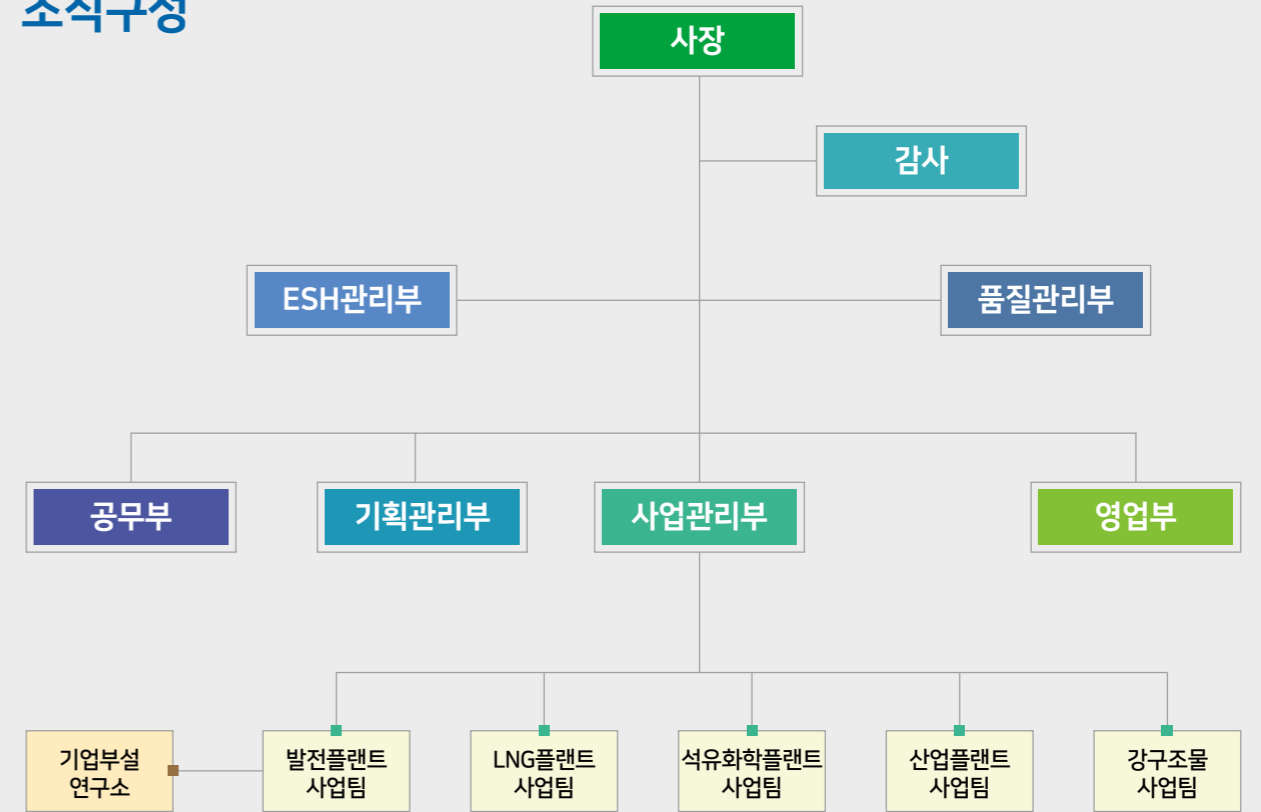 조직구성
사장
감사
ESH관리부
품질관리부
공무부
기획관리부
사업관리부
영업부
기업부설
연구소
발전플랜트
사업팀
LNG플랜트
사업팀
석유화학플랜트
사업팀
산업플랜트
사업팀
강구조물
사업팀